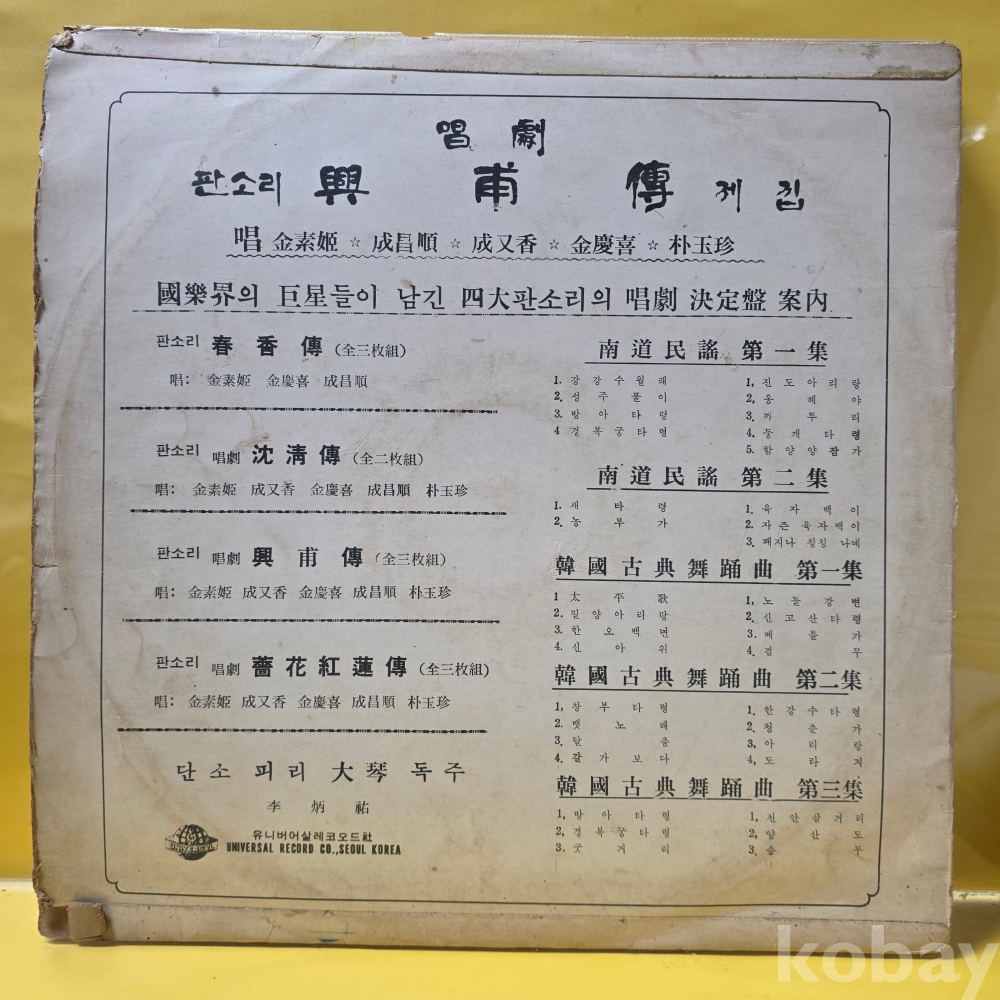 唱劇
판소리 興甫傳 제 집
唱 金素姬 ☆ 成昌順 ☆ 成又香 ☆ 金慶喜 ☆ 朴玉珍
國樂界의 巨星들이 남긴 四大판소리의 唱劇 決定盤 案內
판소리 春香傳 (全三枚組)
唱: 金素姬 金慶喜 成昌順
판소리 唱劇 沈淸傳 (全二枚組)
唱: 金素姬 成又香 金慶喜 成昌順 朴玉珍
판소리 唱劇 興甫傳 (全三枚組)
唱: 金素姬 成又香 金慶喜 成昌順 朴玉珍
판소리 唱劇 薔花紅蓮傳 (全三枚組)
唱: 金素姬 成又香 金慶喜 成昌順 朴玉珍
단소 피리 大琴 독주
李炳祐
유니버어살레코오드社
UNIVERSAL
UNIVERSAL RECORD CO., SEOUL KOREA
南道民謠 第一集
1. 강강수월래
2. 성주풀이
3. 방아타령
4 경복궁타령
1, 진도아리랑
2, 옹헤야
3. 까투리
4. 둥개타령
5. 함양양잠가
南道民謠 第二集
1. 새타령
2. 농부가
1. 육자백이
2. 자즌 육자백이
3. 쾌지나 칭칭 나네
韓國古典舞踊曲 第一集
1 太平歌
2. 밀양아리랑
3. 한오백년
4. 신아위
1, 노들강변
2. 신고산타령
3. 베틀가
4. 검무
韓國古典舞踊曲 第二集
1, 창부타령
2. 뱃노래
3. 탈춤
4. 갈가보다
1. 한강수타령
2. 청춘가
3, 아리랑
4, 도라지
韓國古典舞踊曲 第三集
1, 방아타령
2, 경복궁타령
3. 굿거리
1, 천안삼거리
2, 양산도
3, 승무
kobay